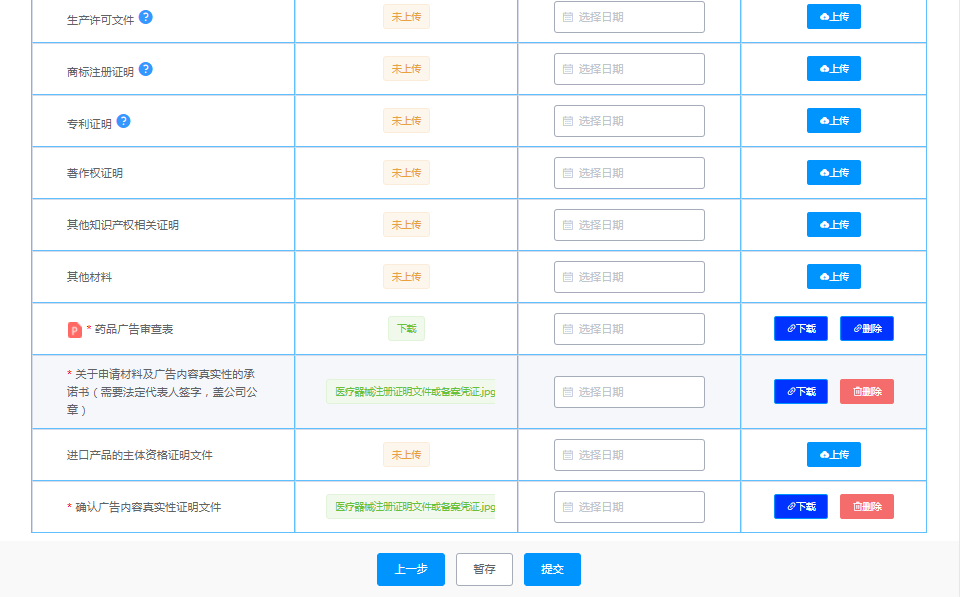 生产许可文件 ? 未上传 选择日期 上传
商标注册证明 ? 未上传 选择日期 上传
专利证明 ? 未上传 选择日期 上传
著作权证明 未上传 选择日期 上传
其他知识产权相关证明 未上传 选择日期 上传
其他材料 未上传 选择日期 上传
p * 药品广告审查表 下载 选择日期 下载 删除
* 关于申请材料及广告内容真实性的承
诺书（需要法定代表人签字，盖公司公
章） 医疗器械注册证明文件或备案凭证.jpg 选择日期 下载 删除
进口产品的主体资格证明文件 未上传 选择日期 上传
* 确认广告内容真实性证明文件 医疗器械注册证明文件或备案凭证.jpg 选择日期 下载 删除
上一步 暂存 提交